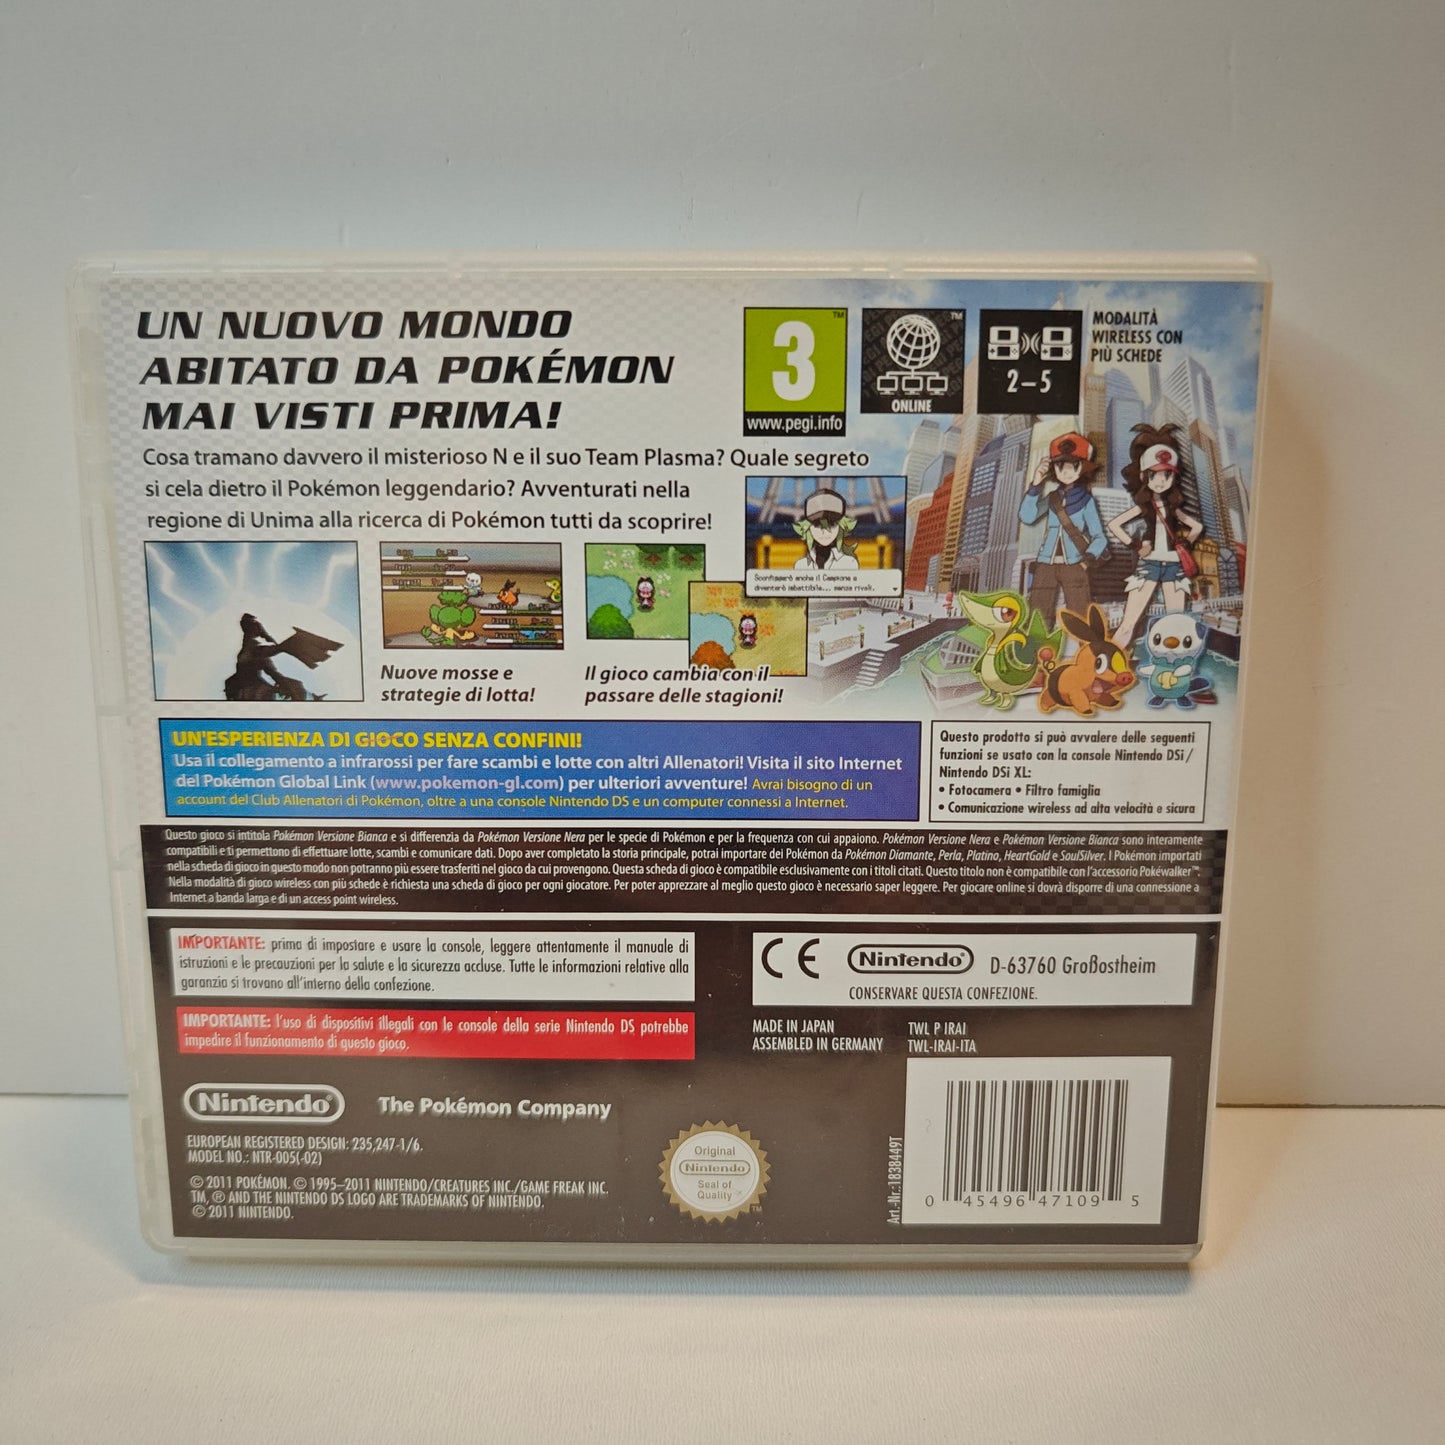 UN NUOVO MONDO
ABITATO DA POKÉMON
MAI VISTI PRIMA!
3
TM
www.pegi.info
TM
ONLINE
2–5
MODALITÀ
WIRELESS CON
PIÙ SCHEDE
Cosa tramano davvero il misterioso N e il suo Team Plasma? Quale segreto
si cela dietro il Pokémon leggendario? Avventurati nella
regione di Unima alla ricerca di Pokémon tutti da scoprire!
Sconfiggerò anche il Campione e
diventerò imbattibile... senza rivali.
Nuove mosse e
strategie di lotta!
Il gioco cambia con il
passare delle stagioni!
UN'ESPERIENZA DI GIOCO SENZA CONFINI!
Usa il collegamento a infrarossi per fare scambi e lotte con altri Allenatori! Visita il sito Internet
del Pokémon Global Link (www.pokemon-gl.com) per ulteriori avventure! Avrai bisogno di un
account del Club Allenatori di Pokémon, oltre a una console Nintendo DS e un computer connessi a Internet.
Questo prodotto si può avvalere delle seguenti
funzioni se usato con la console Nintendo DSi /
Nintendo DSi XL:
• Fotocamera • Filtro famiglia
• Comunicazione wireless ad alta velocità e sicura
Questo gioco si intitola Pokémon Versione Bianca e si differenzia da Pokémon Versione Nera per le specie di Pokémon e per la frequenza con cui appaiono. Pokémon Versione Nera e Pokémon Versione Bianca sono interamente
compatibili e ti permettono di effettuare lotte, scambi e comunicare dati. Dopo aver completato la storia principale, potrai importare dei Pokémon da Pokémon Diamante, Perla, Platino, HeartGold e SoulSilver. I Pokémon importati
nella scheda di gioco in questo modo non potranno più essere trasferiti nel gioco da cui provengono. Questa scheda di gioco è compatibile esclusivamente con i titoli citati. Questo titolo non è compatibile con l'accessorio Pokéwalker™.
Nella modalità di gioco wireless con più schede è richiesta una scheda di gioco per ogni giocatore. Per poter apprezzare al meglio questo gioco è necessario saper leggere. Per giocare online si dovrà disporre di una connessione a
Internet a banda larga e di un access point wireless.
IMPORTANTE: prima di impostare e usare la console, leggere attentamente il manuale di
istruzioni e le precauzioni per la salute e la sicurezza accluse. Tutte le informazioni relative alla
garanzia si trovano all'interno della confezione.
IMPORTANTE: l'uso di dispositivi illegali con le console della serie Nintendo DS potrebbe
impedire il funzionamento di questo gioco.
CE
Nintendo®
D-63760 Großostheim
CONSERVARE QUESTA CONFEZIONE.
MADE IN JAPAN
ASSEMBLED IN GERMANY
TWL P IRAI
TWL-IRAI-ITA
Nintendo®
The Pokémon Company
EUROPEAN REGISTERED DESIGN: 235,247-1/6.
MODEL NO.: NTR-005(-02)
© 2011 POKÉMON. © 1995–2011 NINTENDO/CREATURES INC./GAME FREAK INC.
TM, ® AND THE NINTENDO DS LOGO ARE TRADEMARKS OF NINTENDO.
© 2011 NINTENDO.
Original
Nintendo
Seal of
Quality
TM
Art.-Nr.:1838449T
0 45496 47109 5